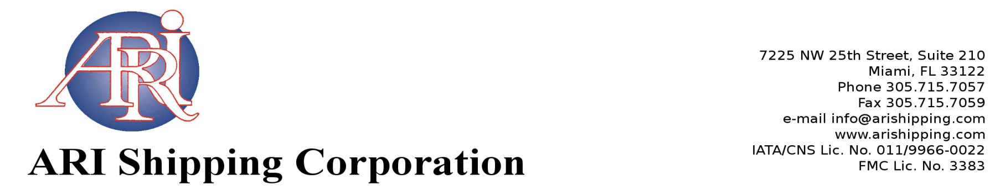 ARI
ARI Shipping Corporation
7225 NW 25th Street, Suite 210
Miami, FL 33122
Phone 305.715.7057
Fax 305.715.7059
e-mail info@arishipping.com
www.arishipping.com
IATA/CNS Lic. No. 011/9966-0022
FMC Lic. No. 3383